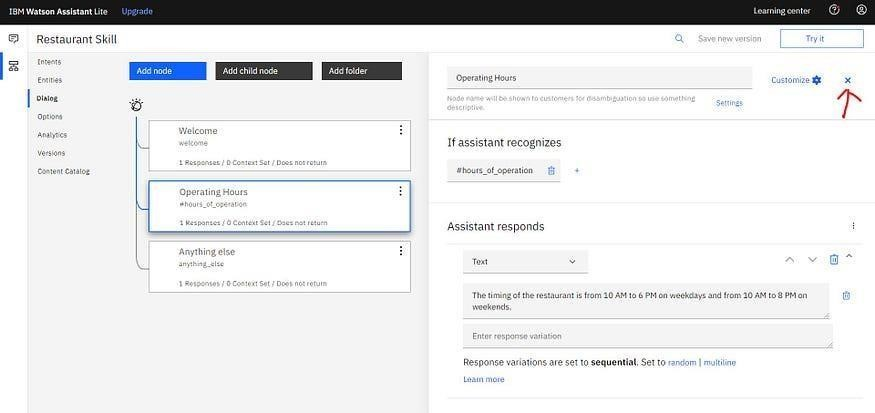 IBM Watson Assistant Lite
Upgrade
Learning center
Restaurant Skill
Save new version
Try it
Intents
Entities
Dialog
Options
Analytics
Versions
Content Catalog
Add node
Add child node
Add folder
Welcome
welcome
1 Responses / 0 Context Set / Does not return
Operating Hours
#hours_of_operation
1 Responses / 0 Context Set / Does not return
Anything else
anything_else
1 Responses / 0 Context Set / Does not return
Operating Hours
Customize
Node name will be shown to customers for disambiguation so use something
descriptive.
Settings
If assistant recognizes
#hours_of_operation
+
Assistant responds
Text
The timing of the restaurant is from 10 AM to 6 PM on weekdays and from 10 AM to 8 PM on
weekends.
Enter response variation
Response variations are set to sequential. Set to random | multiline
Learn more